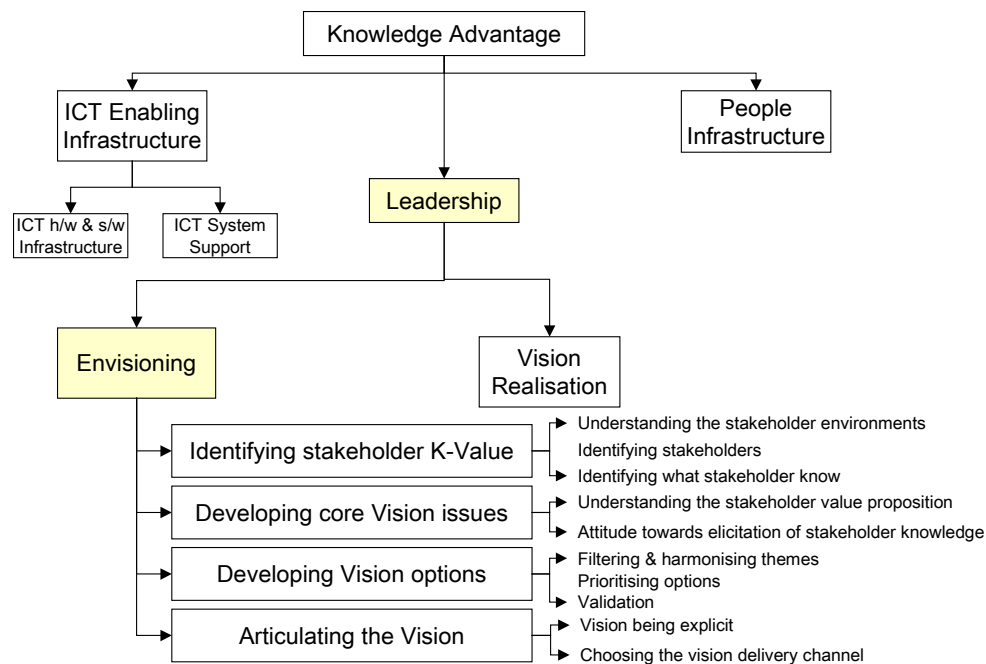 Knowledge Advantage
ICT Enabling
Infrastructure
People
Infrastructure
Leadership
ICT h/w & s/w
Infrastructure
ICT System
Support
Envisioning
Vision
Realisation
Identifying stakeholder K-Value
Understanding the stakeholder environments
Identifying stakeholders
Identifying what stakeholder know
Developing core Vision issues
Understanding the stakeholder value proposition
Attitude towards elicitation of stakeholder knowledge
Developing Vision options
Filtering & harmonising themes
Prioritising options
Validation
Articulating the Vision
Vision being explicit
Choosing the vision delivery channel